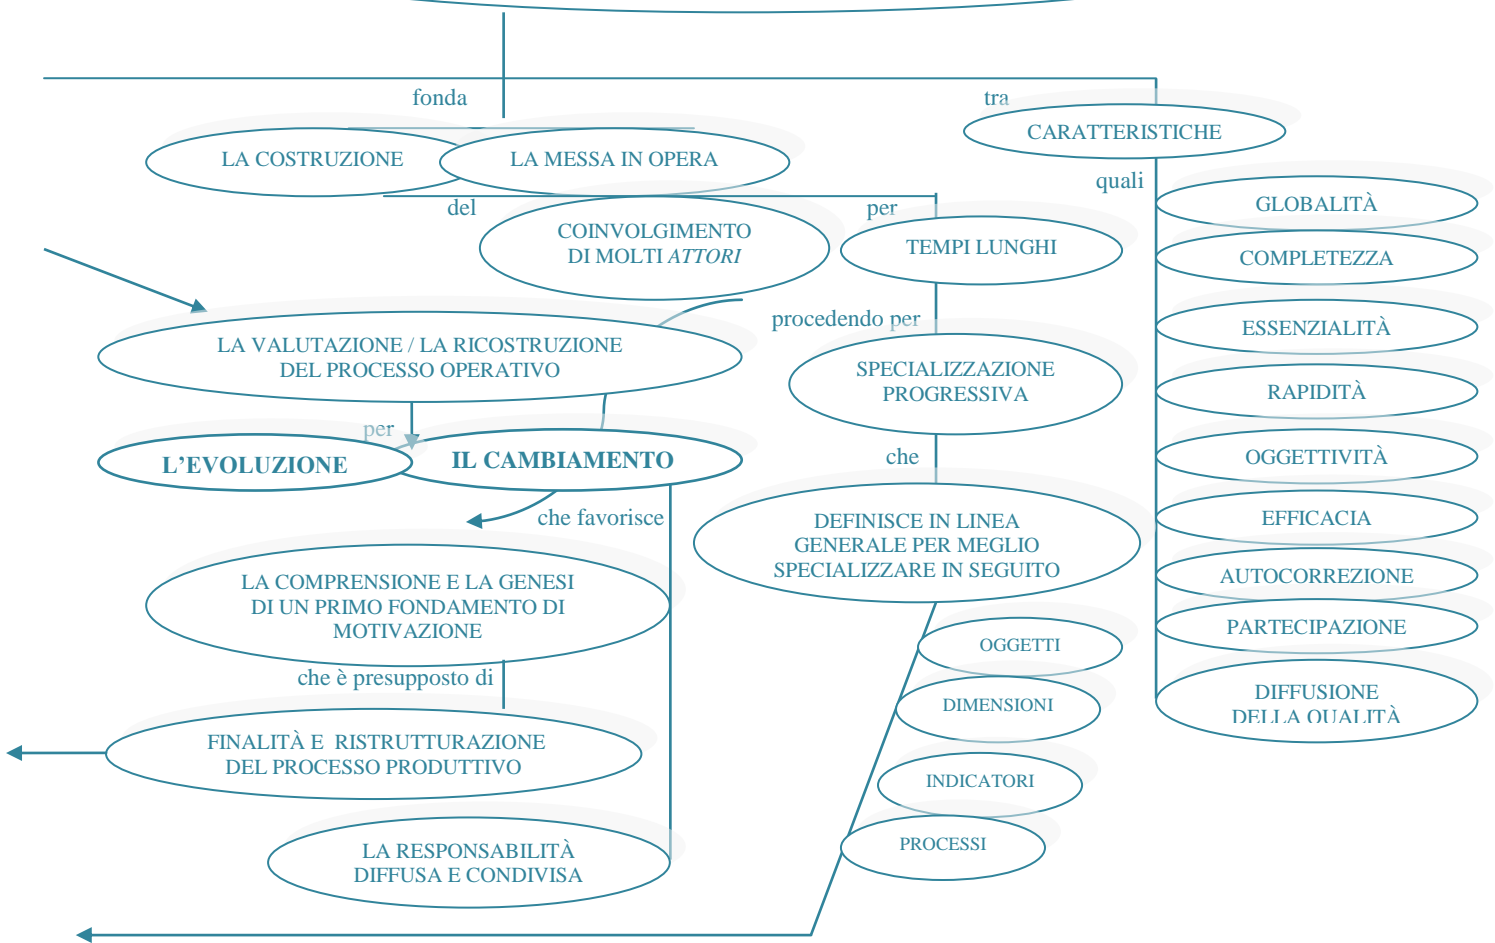 fonda
tra
CARATTERISTICHE
LA COSTRUZIONE
LA MESSA IN OPERA
quali
del
per
GLOBALITÀ
COINVOLGIMENTO
DI MOLTI ATTORI
TEMPI LUNGHI
COMPLETEZZA
procedendo per
ESSENZIALITÀ
LA VALUTAZIONE / LA RICOSTRUZIONE
DEL PROCESSO OPERATIVO
SPECIALIZZAZIONE
PROGRESSIVA
RAPIDITÀ
per
L’EVOLUZIONE
IL CAMBIAMENTO
che
OGGETTIVITÀ
che favorisce
DEFINISCE IN LINEA
GENERALE PER MEGLIO
SPECIALIZZARE IN SEGUITO
EFFICACIA
LA COMPRENSIONE E LA GENESI
DI UN PRIMO FONDAMENTO DI
MOTIVAZIONE
AUTOCORREZIONE
PARTECIPAZIONE
OGGETTI
che è presupposto di
DIMENSIONI
DIFFUSIONE
DELLA QUALITÀ
FINALITÀ E RISTRUTTURAZIONE
DEL PROCESSO PRODUTTIVO
INDICATORI
PROCESSI
LA RESPONSABILITÀ
DIFFUSA E CONDIVISA